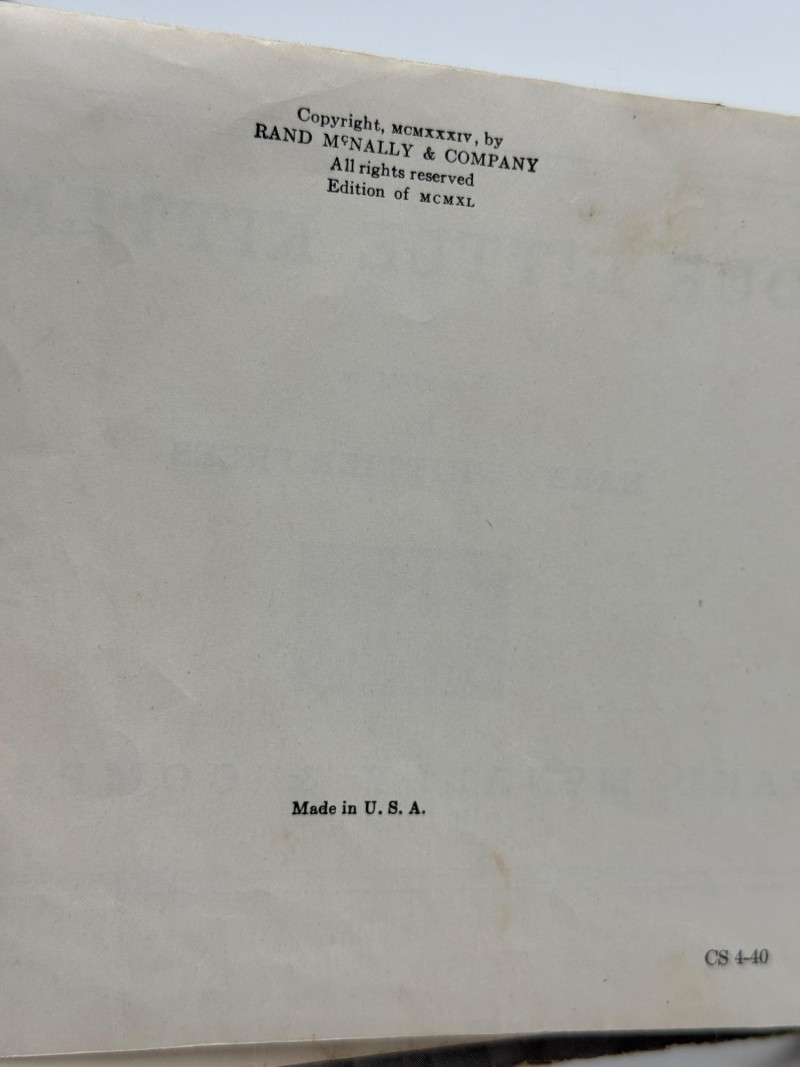 Copyright, MCMXXXIV, by
RAND MᶜNALLY & COMPANY
All rights reserved
Edition of MCMXL
Made in U. S. A.
CS 4-40